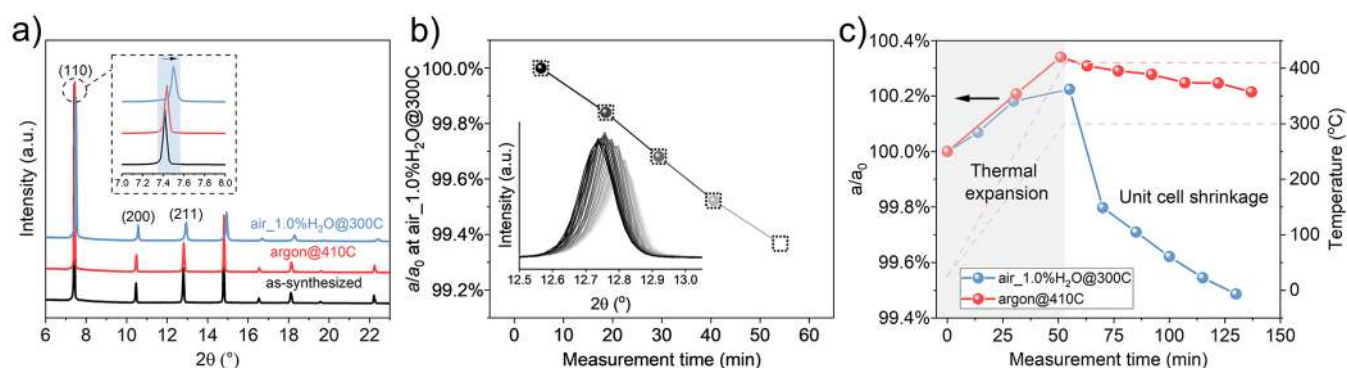 a)
(110)
7.0 7.2 7.4 7.6 7.8 8.0
(200)
(211)
air_1.0%H₂O@300C
argon@410C
as-synthesized
Intensity (a.u.)
6 8 10 12 14 16 18 20 22
2θ (°)
b)
a/a₀ at air_1.0%H₂O@300C
100.0%
99.8%
99.6%
99.4%
99.2%
Intensity (a.u.)
12.5 12.6 12.7 12.8 12.9 13.0
2θ (°)
0 10 20 30 40 50 60
Measurement time (min)
c)
a/a₀
100.4%
100.2%
100.0%
99.8%
99.6%
99.4%
Thermal
expansion
Unit cell shrinkage
air_1.0%H₂O@300C
argon@410C
400
300
200
100
0
Temperature (°C)
0 25 50 75 100 125 150
Measurement time (min)